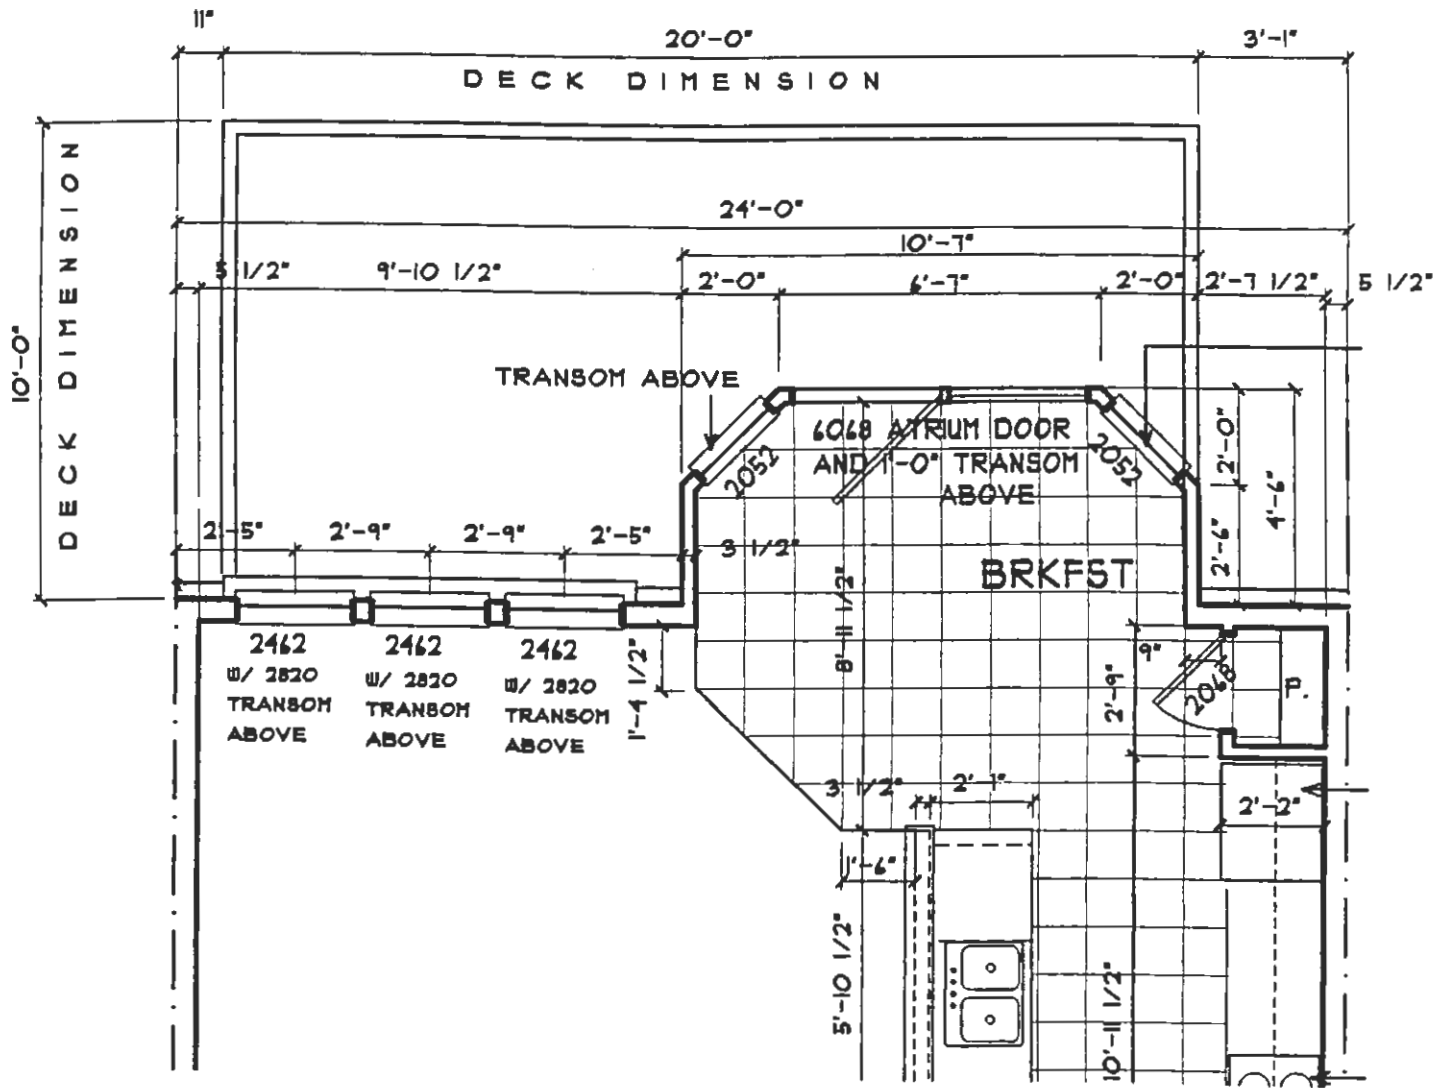 11"
20'-0"
3'-1"
DECK DIMENSION
DECK DIMENSION
10'-0"
24'-0"
10'-7"
5 1/2"
9'-10 1/2"
2'-0"
6'-7"
2'-0"
2'-7 1/2"
5 1/2"
TRANSOM ABOVE
6068 ATRIUM DOOR
AND 1'-0" TRANSOM
ABOVE
2052
2052
2'-0"
4'-6"
2'-6"
2'-5"
2'-9"
2'-9"
2'-5"
3 1/2"
BRKFST
8'-11 1/2"
2462
W/ 2820
TRANSOM
ABOVE
2462
W/ 2820
TRANSOM
ABOVE
2462
W/ 2820
TRANSOM
ABOVE
1'-4 1/2"
9"
2'-9"
2068
P.
3 1/2"
2'-1"
2'-2"
1'-6"
5'-10 1/2"
10'-11 1/2"